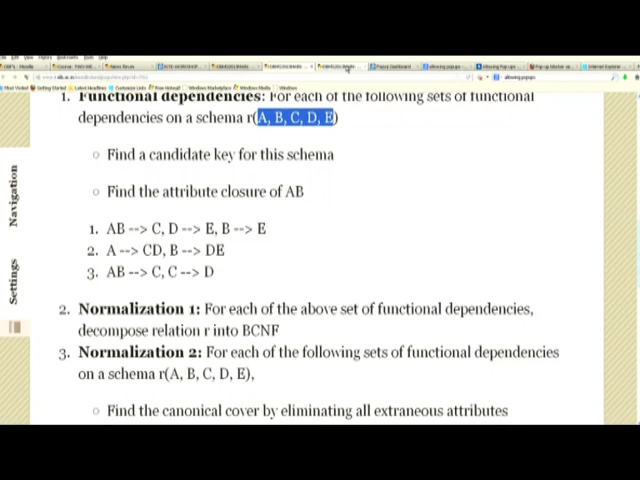 1. Functional dependencies: For each of the following sets of functional
dependencies on a schema r(A, B, C, D, E)
○ Find a candidate key for this schema
○ Find the attribute closure of AB
1. AB --> C, D --> E, B --> E
2. A --> CD, B --> DE
3. AB --> C, C --> D
2. Normalization 1: For each of the above set of functional dependencies,
decompose relation r into BCNF
3. Normalization 2: For each of the following sets of functional dependencies
on a schema r(A, B, C, D, E),
○ Find the canonical cover by eliminating all extraneous attributes
Navigation
Settings